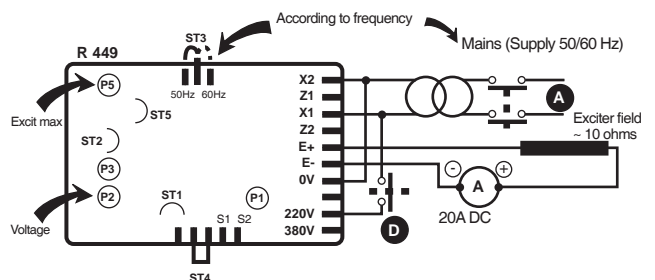 According to frequency
Mains (Supply 50/60 Hz)
ST3
R 449
50Hz 60Hz
P5
Excit max
ST5
ST2
P3
P2
Voltage
ST1
P1
S1 S2
ST4
X2
Z1
X1
Z2
E+
E-
0V
220V
380V
A
Exciter field
~ 10 ohms
- A +
20A DC
D